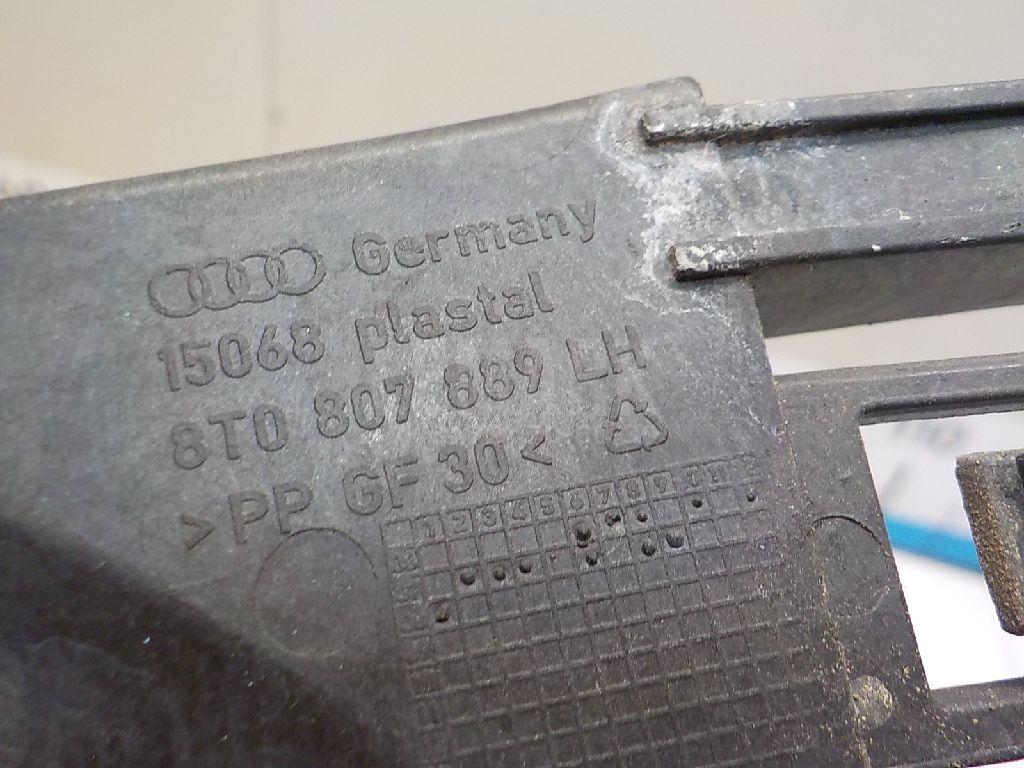 Germany
15068 plastal
8T0 807 889 LH
>PP GF 30<
1 2 3 4 5 6 7 8 9 10 11 12